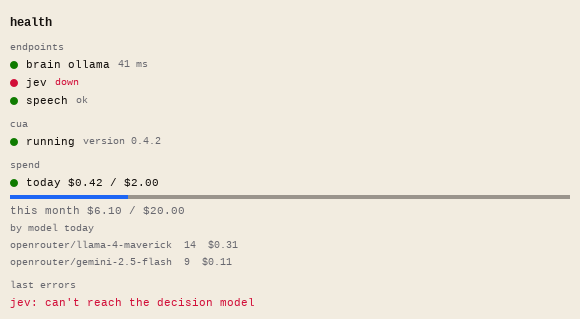 health
endpoints
brain ollama 41 ms
jev down
speech ok
cua
running version 0.4.2
spend
today $0.42 / $2.00
this month $6.10 / $20.00
by model today
openrouter/llama-4-maverick 14 $0.31
openrouter/gemini-2.5-flash 9 $0.11
last errors
jev: can't reach the decision model